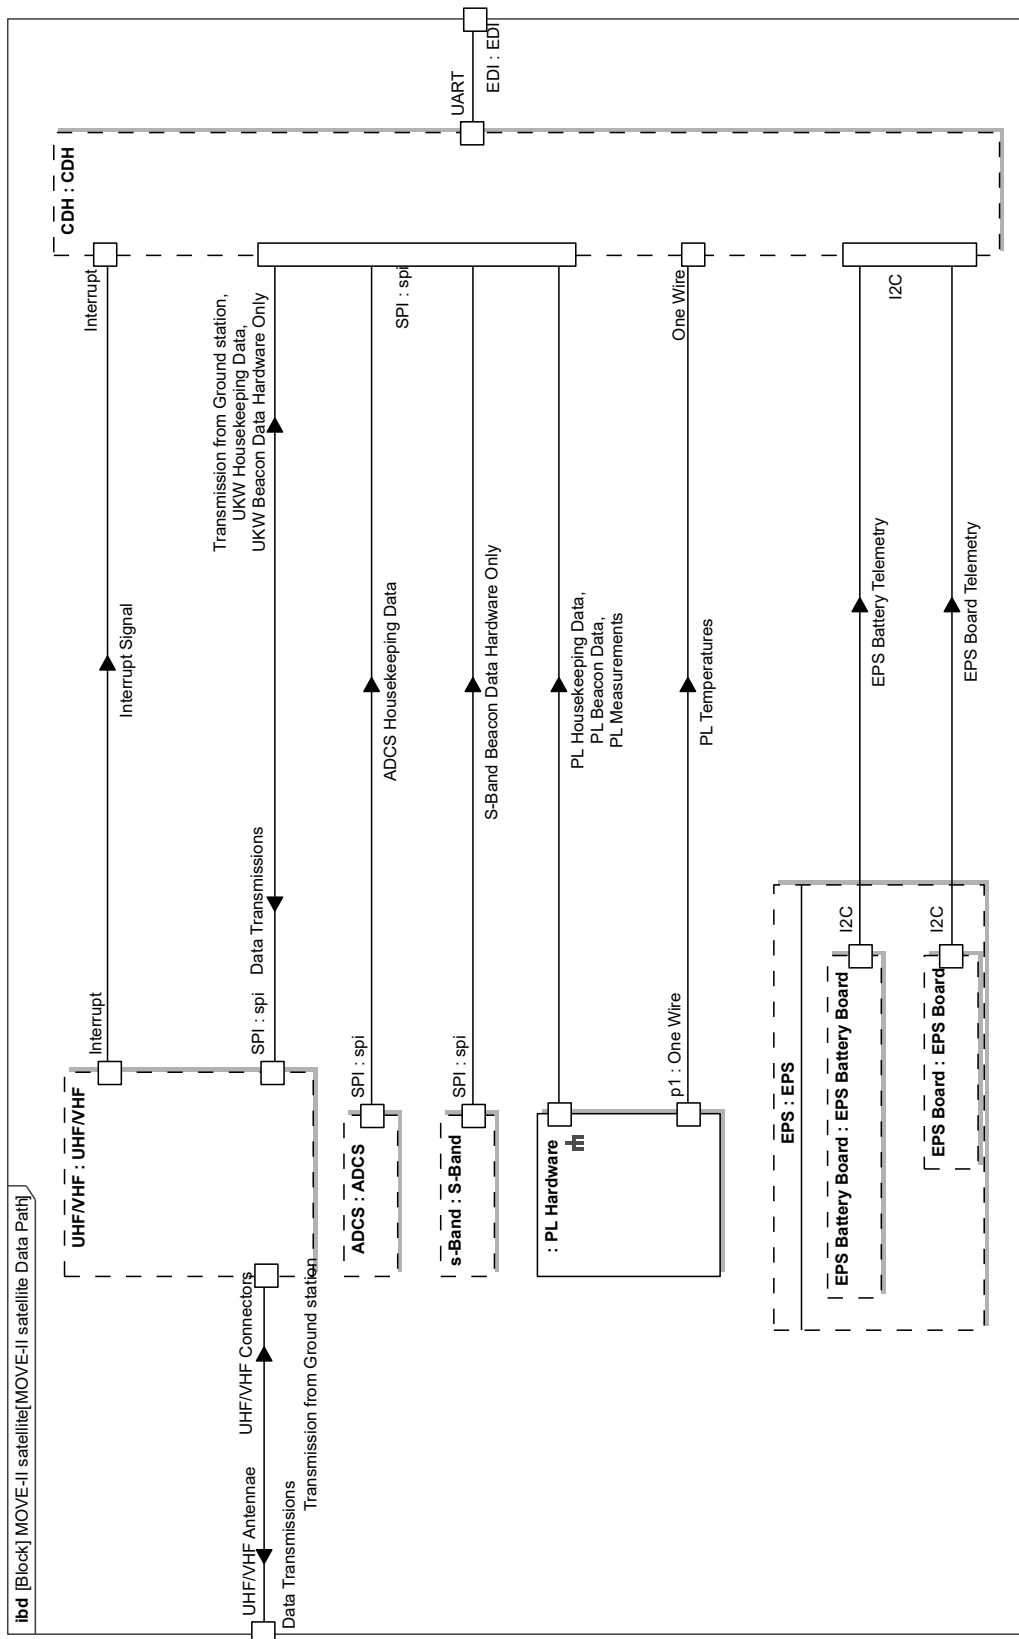 ibd [Block] MOVE-II satellite[MOVE-II satellite Data Path]
UHF/VHF : UHF/VHF
Interrupt
Interrupt Signal
Interrupt
CDH : CDH
SPI : spi
Data Transmissions
Transmission from Ground station,
UKW Housekeeping Data,
UKW Beacon Data Hardware Only
UHF/VHF Antennae
UHF/VHF Connectors
Data Transmissions
Transmission from Ground station
ADCS : ADCS
SPI : spi
ADCS Housekeeping Data
SPI : spi
s-Band : S-Band
SPI : spi
S-Band Beacon Data Hardware Only
UART
EDI : EDI
: PL Hardware
PL Housekeeping Data,
PL Beacon Data,
PL Measurements
p1 : One Wire
PL Temperatures
One Wire
EPS : EPS
EPS Battery Board : EPS Battery Board
I2C
EPS Battery Telemetry
I2C
EPS Board : EPS Board
I2C
EPS Board Telemetry